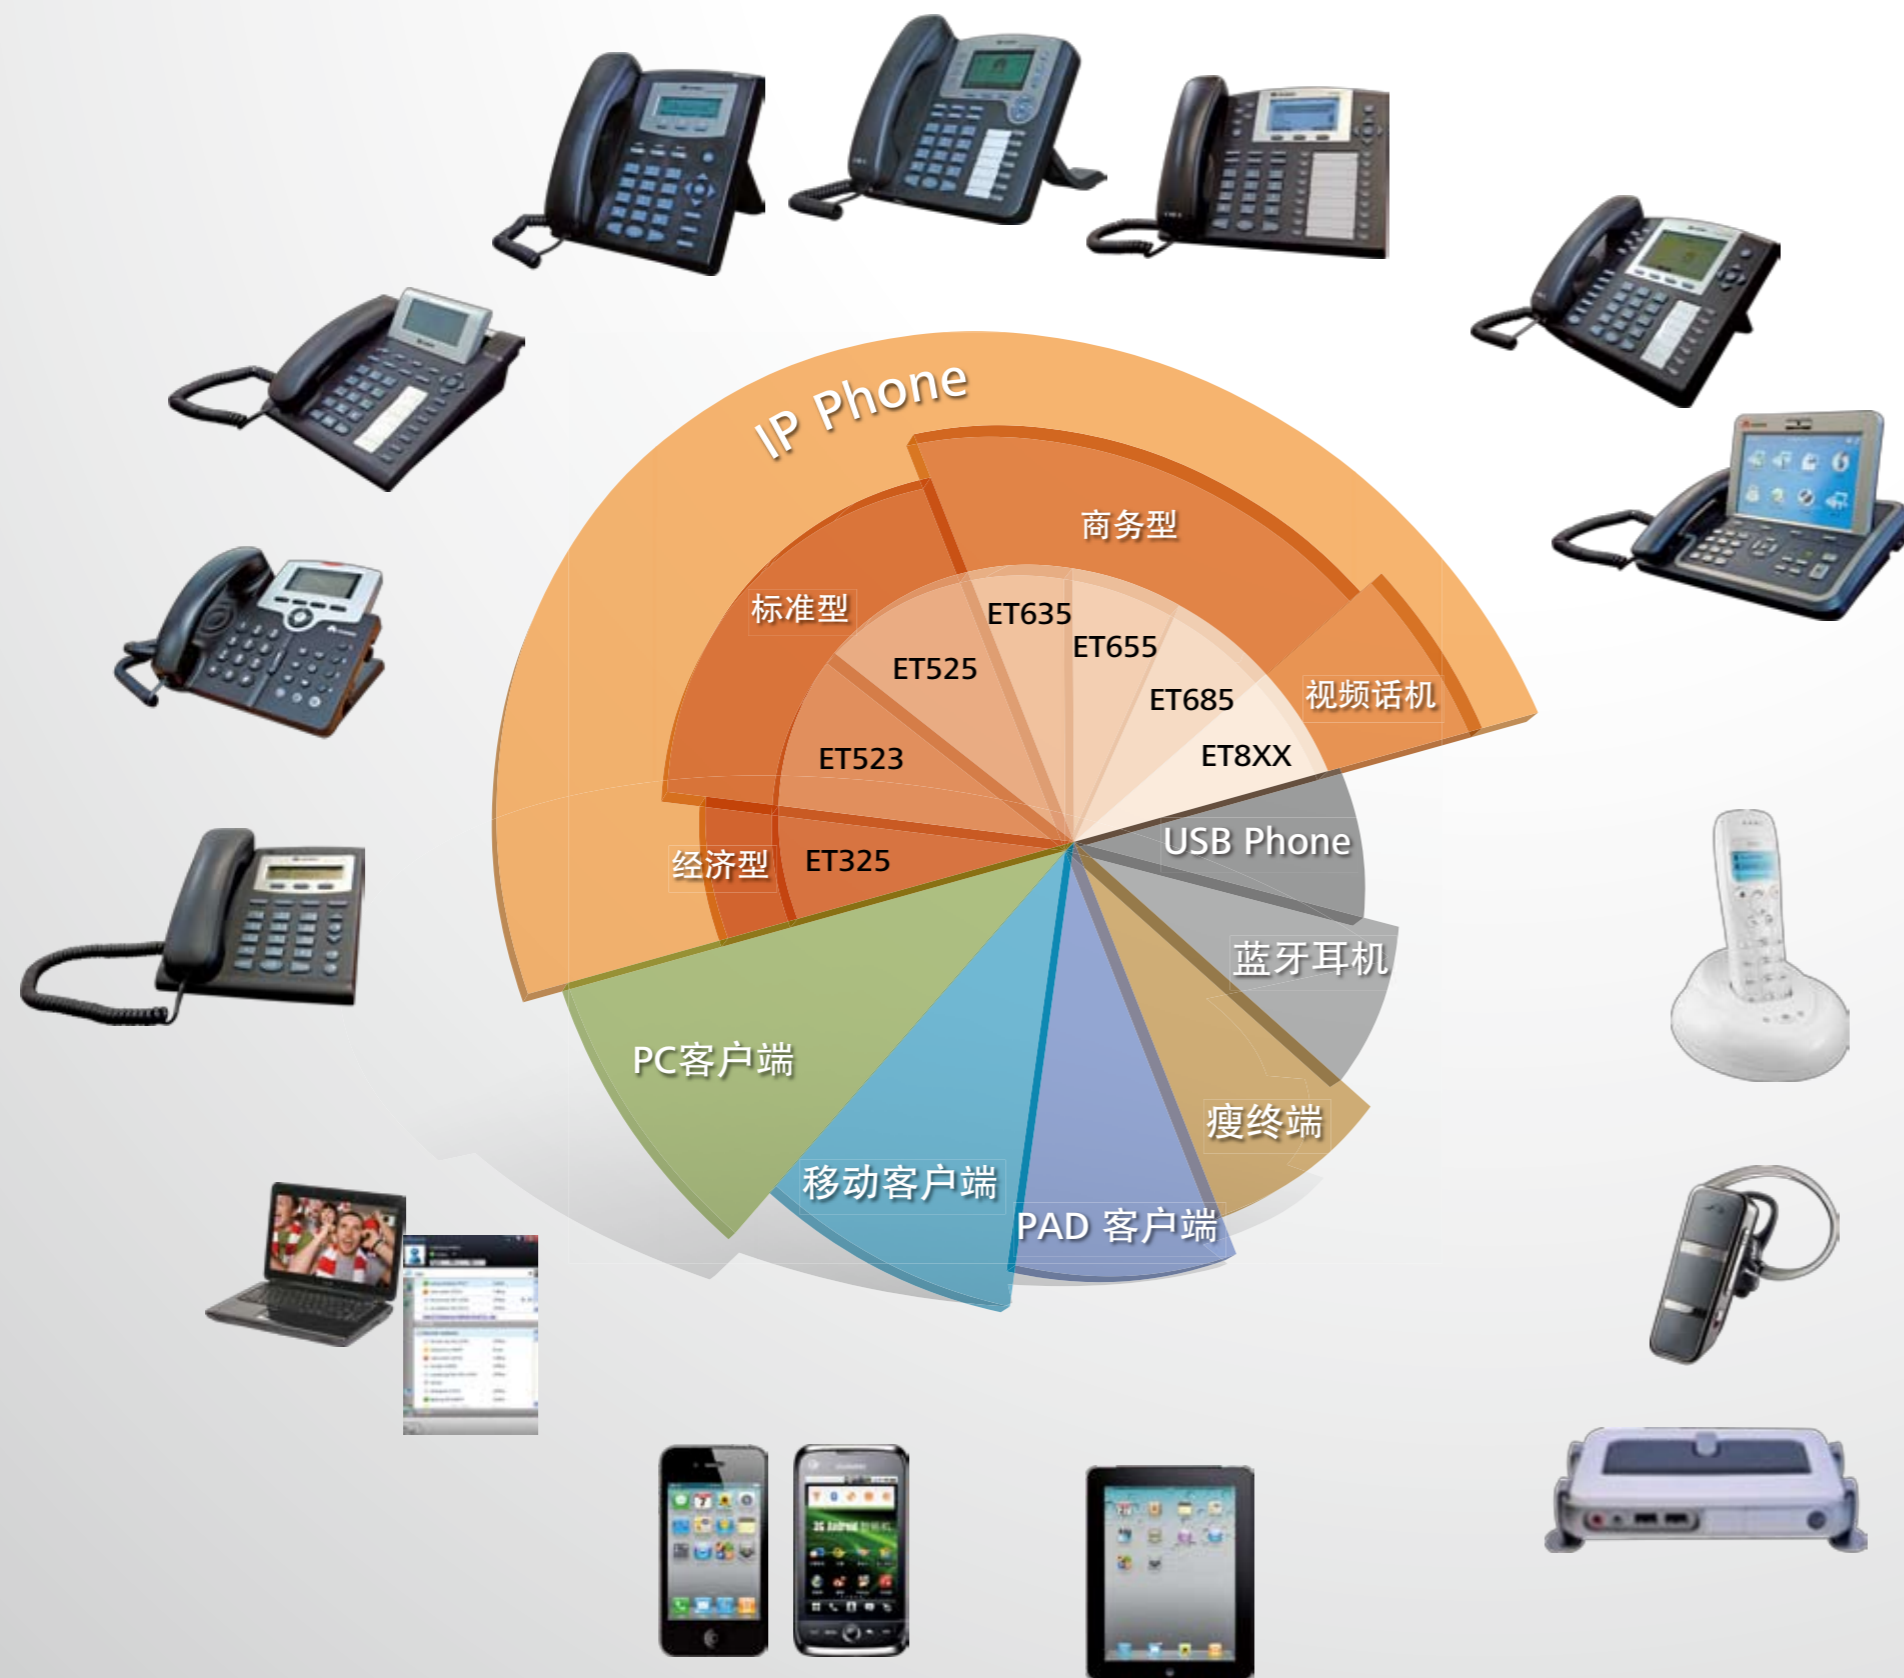 IP Phone
商务型
标准型
ET635
ET655
ET525
ET685
视频话机
ET523
ET8XX
USB Phone
经济型
ET325
蓝牙耳机
PC客户端
瘦终端
移动客户端
PAD 客户端